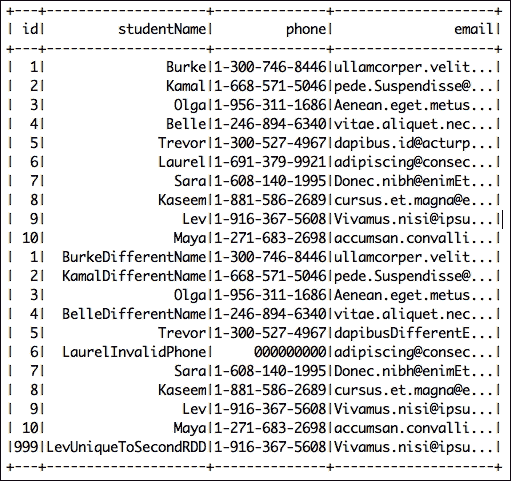 +---+--------------------+--------------+--------------------+
| id|         studentName|         phone|               email|
+---+--------------------+--------------+--------------------+
|  1|               Burke|1-300-746-8446|ullamcorper.velit...|
|  2|               Kamal|1-668-571-5046|pede.Suspendisse@...|
|  3|                Olga|1-956-311-1686|Aenean.eget.metus...|
|  4|               Belle|1-246-894-6340|vitae.aliquet.nec...|
|  5|              Trevor|1-300-527-4967|dapibus.id@acturp...|
|  6|              Laurel|1-691-379-9921|adipiscing@consec...|
|  7|                Sara|1-608-140-1995|Donec.nibh@enimEt...|
|  8|              Kaseem|1-881-586-2689|cursus.et.magna@e...|
|  9|                 Lev|1-916-367-5608|Vivamus.nisi@ipsu...|
| 10|                Maya|1-271-683-2698|accumsan.convalli...|
|  1|  BurkeDifferentName|1-300-746-8446|ullamcorper.velit...|
|  2|  KamalDifferentName|1-668-571-5046|pede.Suspendisse@...|
|  3|                Olga|1-956-311-1686|Aenean.eget.metus...|
|  4|  BelleDifferentName|1-246-894-6340|vitae.aliquet.nec...|
|  5|              Trevor|1-300-527-4967|dapibusDifferentE...|
|  6|  LaurelInvalidPhone|     000000000|adipiscing@consec...|
|  7|                Sara|1-608-140-1995|Donec.nibh@enimEt...|
|  8|              Kaseem|1-881-586-2689|cursus.et.magna@e...|
|  9|                 Lev|1-916-367-5608|Vivamus.nisi@ipsu...|
| 10|                Maya|1-271-683-2698|accumsan.convalli...|
|999|LevUniqueToSecondRDD|1-916-367-5608|Vivamus.nisi@ipsu...|
+---+--------------------+--------------+--------------------+